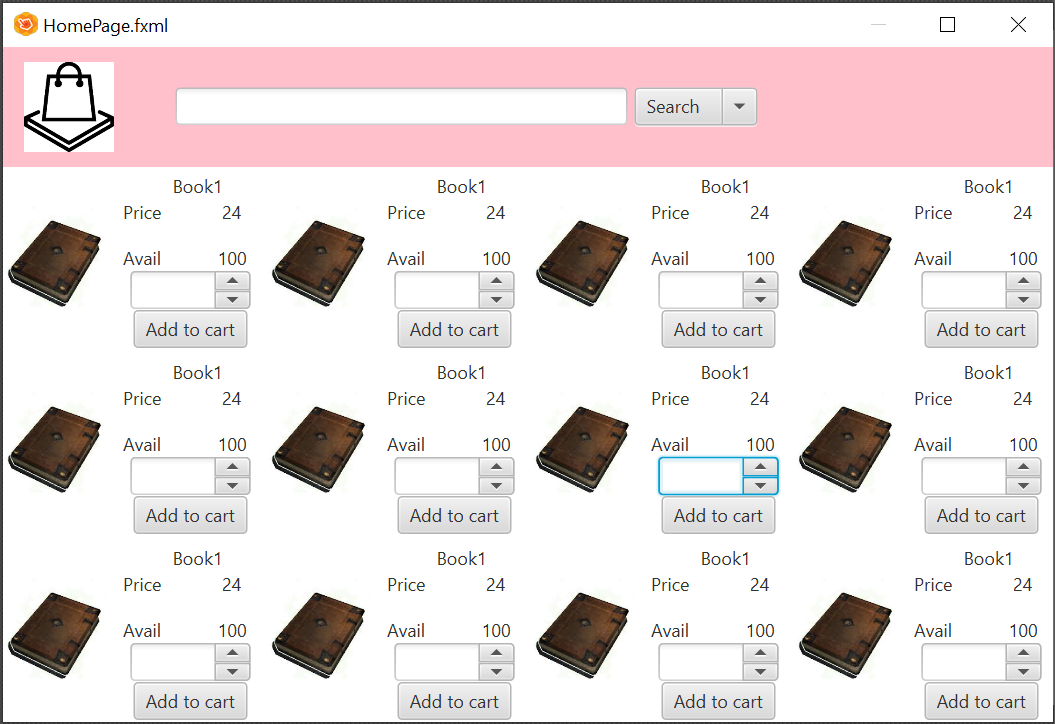 HomePage.fxml
Search
Book1 Book1 Book1 Book1
Price 24 Price 24 Price 24 Price 24
Avail 100 Avail 100 Avail 100 Avail 100
Add to cart Add to cart Add to cart Add to cart
Book1 Book1 Book1 Book1
Price 24 Price 24 Price 24 Price 24
Avail 100 Avail 100 Avail 100 Avail 100
Add to cart Add to cart Add to cart Add to cart
Book1 Book1 Book1 Book1
Price 24 Price 24 Price 24 Price 24
Avail 100 Avail 100 Avail 100 Avail 100
Add to cart Add to cart Add to cart Add to cart